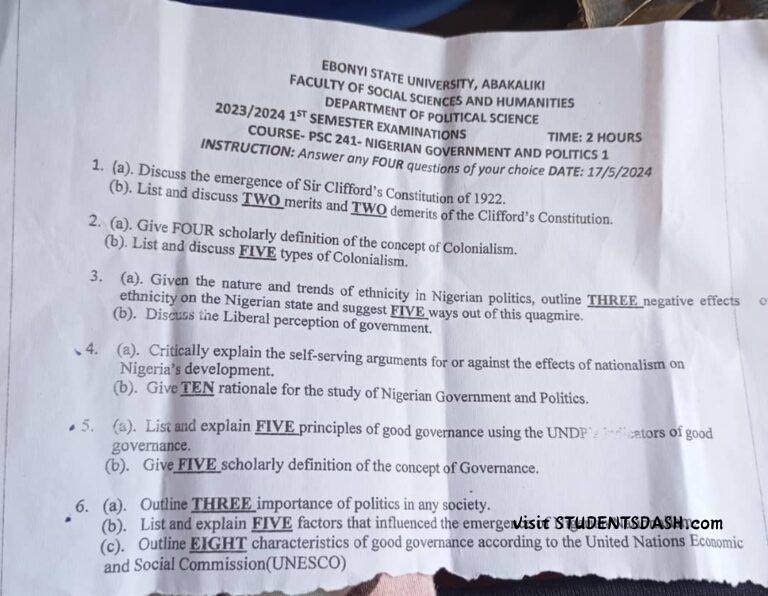 EBONYI STATE UNIVERSITY, ABAKALIKI
FACULTY OF SOCIAL SCIENCES AND HUMANITIES
DEPARTMENT OF POLITICAL SCIENCE
2023/2024 1ST SEMESTER EXAMINATIONS TIME: 2 HOURS
COURSE- PSC 241- NIGERIAN GOVERNMENT AND POLITICS 1
INSTRUCTION: Answer any FOUR questions of your choice DATE: 17/5/2024
1. (a). Discuss the emergence of Sir Clifford's Constitution of 1922.
(b). List and discuss TWO merits and TWO demerits of the Clifford's Constitution.
2. (a). Give FOUR scholarly definition of the concept of Colonialism.
(b). List and discuss FIVE types of Colonialism.
3. (a). Given the nature and trends of ethnicity in Nigerian politics, outline THREE negative effects o
ethnicity on the Nigerian state and suggest FIVE ways out of this quagmire.
(b). Discuss the Liberal perception of government.
4. (a). Critically explain the self-serving arguments for or against the effects of nationalism on
Nigeria's development.
(b). Give TEN rationale for the study of Nigerian Government and Politics.
5. (a). List and explain FIVE principles of good governance using the UNDP's of good
governance.
(b). Give FIVE scholarly definition of the concept of Governance.
6. (a). Outline THREE importance of politics in any society.
(b). List and explain FIVE factors that influenced the
visit STUDENTSDASH.com
(c). Outline EIGHT characteristics of good governance according to the United Nations Economic
and Social Commission(UNESCO)